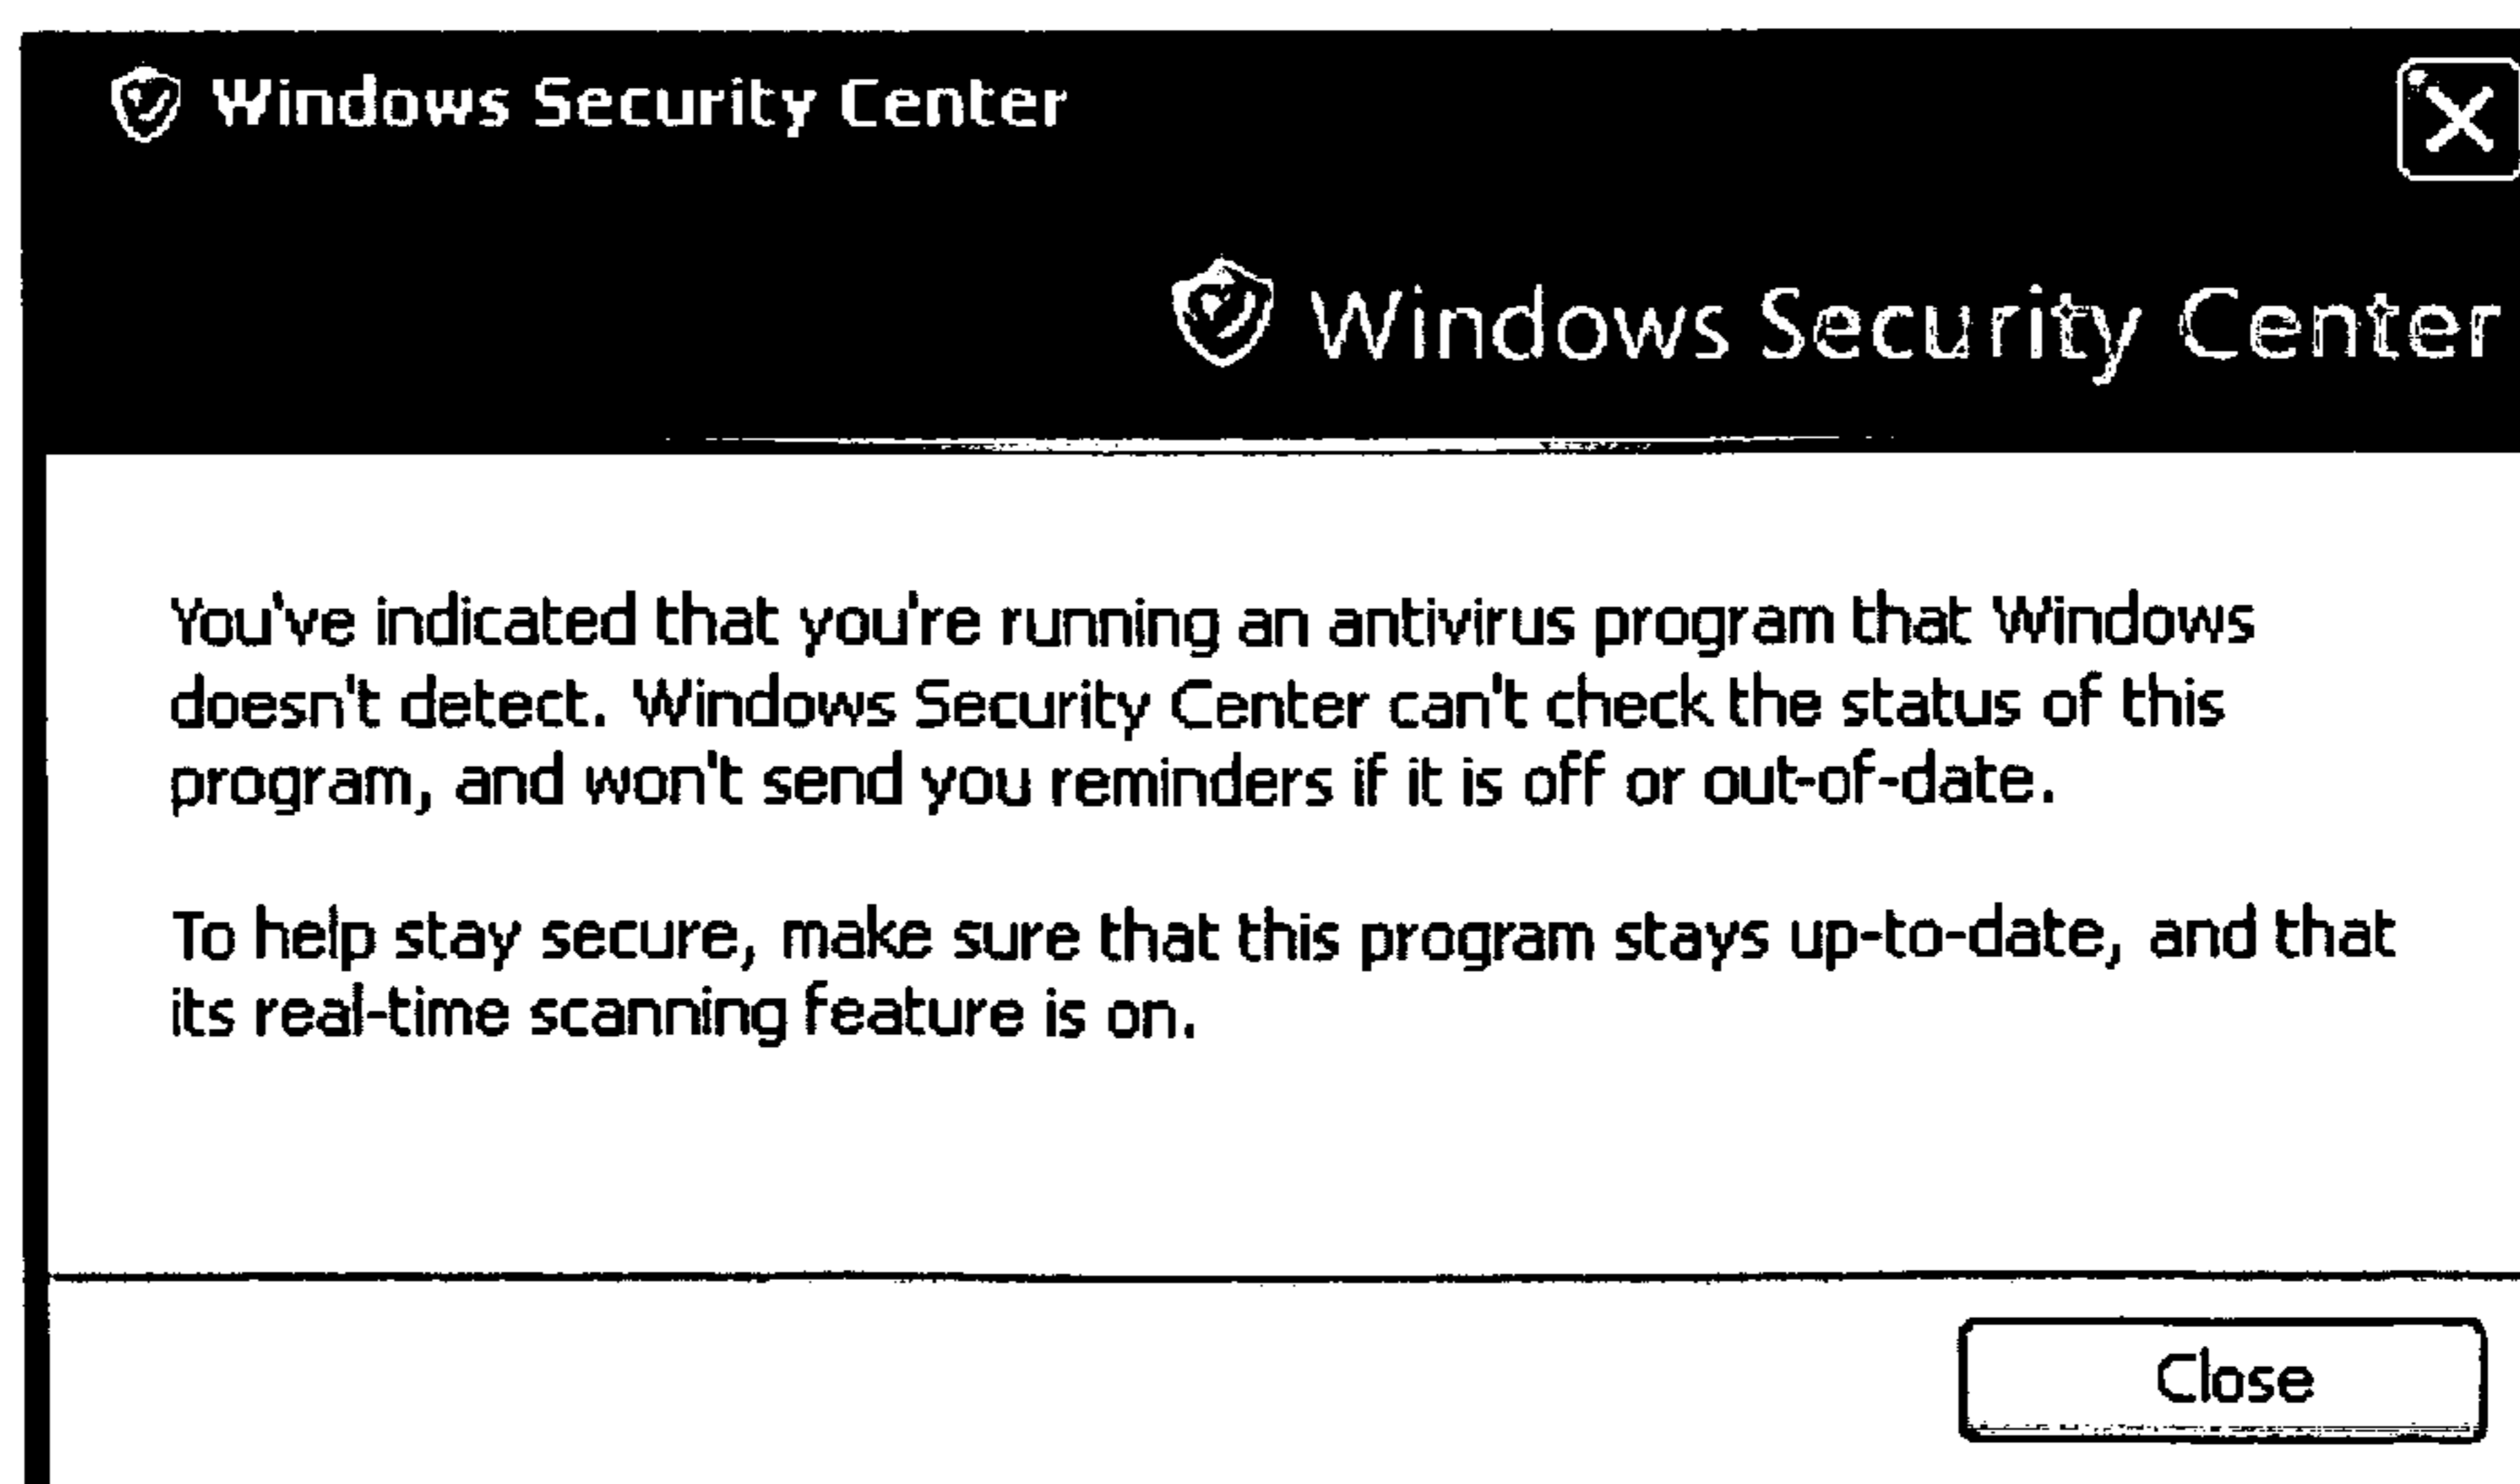 Windows Security Center
Windows Security Center
You've indicated that you're running an antivirus program that Windows
doesn't detect. Windows Security Center can't check the status of this
program, and won't send you reminders if it is off or out-of-date.
To help stay secure, make sure that this program stays up-to-date, and that
its real-time scanning feature is on.
Close